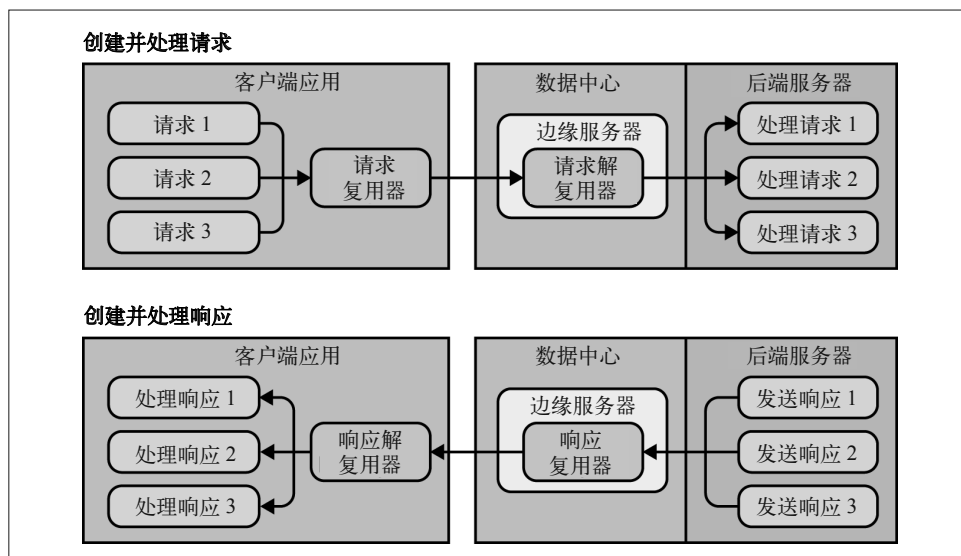 创建并处理请求
客户端应用
数据中心
后端服务器
请求 1
请求 2
请求 3
请求
复用器
边缘服务器
请求解
复用器
处理请求 1
处理请求 2
处理请求 3
创建并处理响应
客户端应用
数据中心
后端服务器
处理响应 1
处理响应 2
处理响应 3
响应解
复用器
边缘服务器
响应
复用器
发送响应 1
发送响应 2
发送响应 3